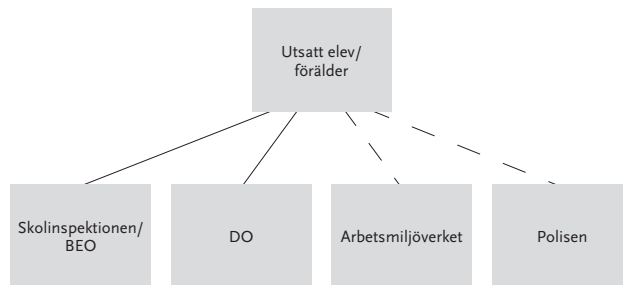 Utsatt elev/
förälder
Skolinspektionen/
BEO
DO
Arbetsmiljöverket
Polisen